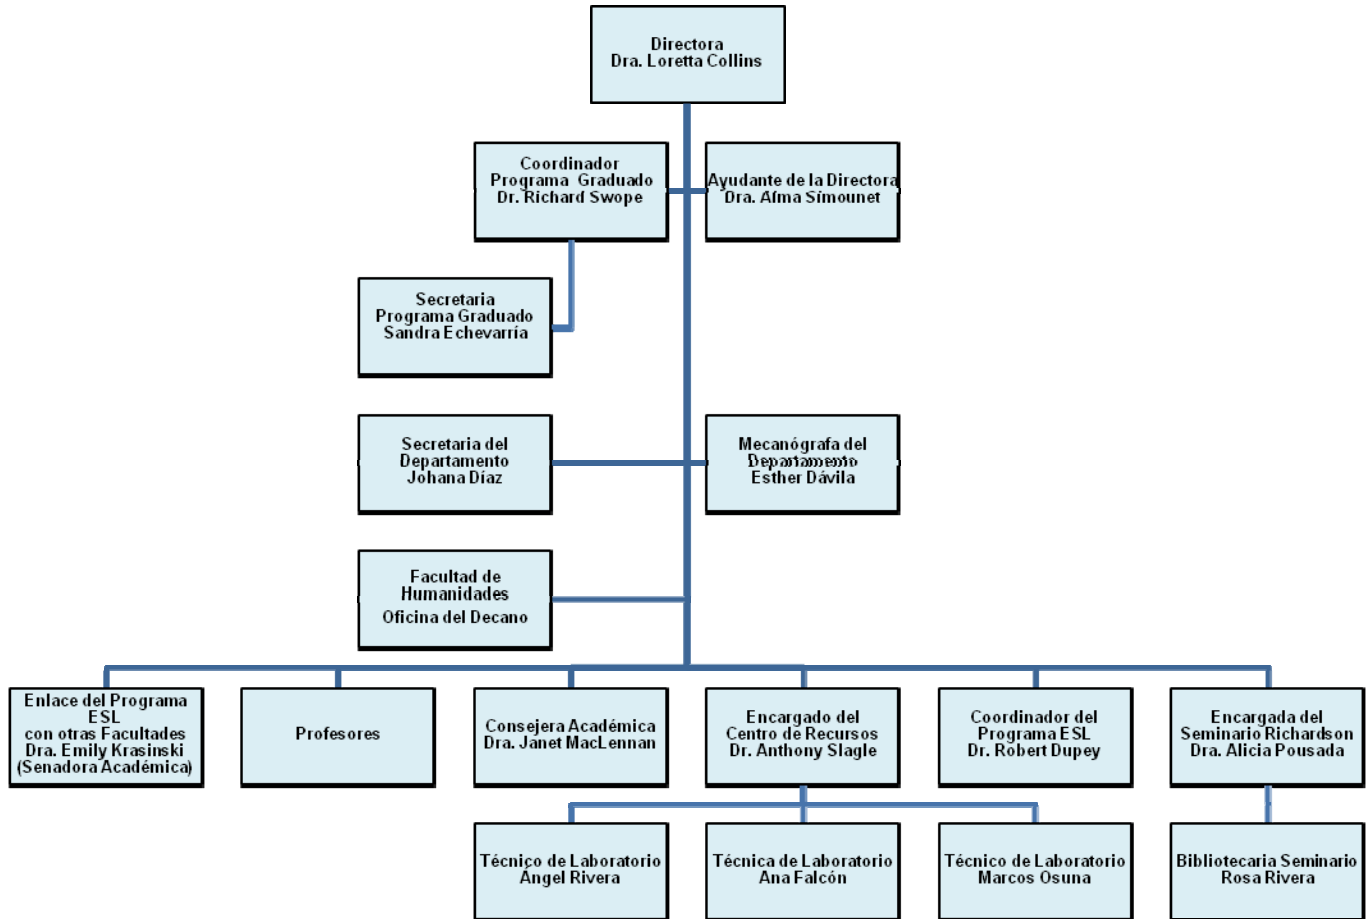 Directora
Dra. Loretta Collins
Coordinador
Programa Graduado
Dr. Richard Swope
Ayudante de la Directora
Dra. Alma Simounet
Secretaria
Programa Graduado
Sandra Echevarría
Secretaria del
Departamento
Johana Díaz
Mecanógrafa del
Departamento
Esther Dávila
Facultad de
Humanidades
Oficina del Decano
Enlace del Programa
ESL
con otras Facultades
Dra. Emily Krasinski
(Senadora Académica)
Profesores
Consejera Académica
Dra. Janet MacLennan
Encargado del
Centro de Recursos
Dr. Anthony Slagle
Coordinador del
Programa ESL
Dr. Robert Dupey
Encargada del
Seminario Richardson
Dra. Alicia Pousada
Técnico de Laboratorio
Angel Rivera
Técnica de Laboratorio
Ana Falcón
Técnico de Laboratorio
Marcos Osuna
Bibliotecaria Seminario
Rosa Rivera